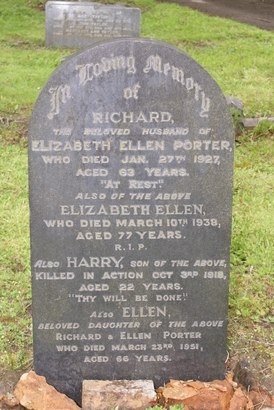 In Loving Memory
of
RICHARD,
THE BELOVED HUSBAND OF
ELIZABETH ELLEN PORTER,
WHO DIED JAN. 27TH 1927,
AGED 63 YEARS.
"AT REST."
ALSO OF THE ABOVE
ELIZABETH ELLEN,
WHO DIED MARCH 10TH 1938,
AGED 77 YEARS.
R.I.P.
ALSO HARRY, SON OF THE ABOVE,
KILLED IN ACTION OCT 3RD 1918,
AGED 22 YEARS.
"THY WILL BE DONE."
ALSO ELLEN,
BELOVED DAUGHTER OF THE ABOVE
RICHARD & ELLEN PORTER
WHO DIED MARCH 23RD 1951,
AGED 66 YEARS.